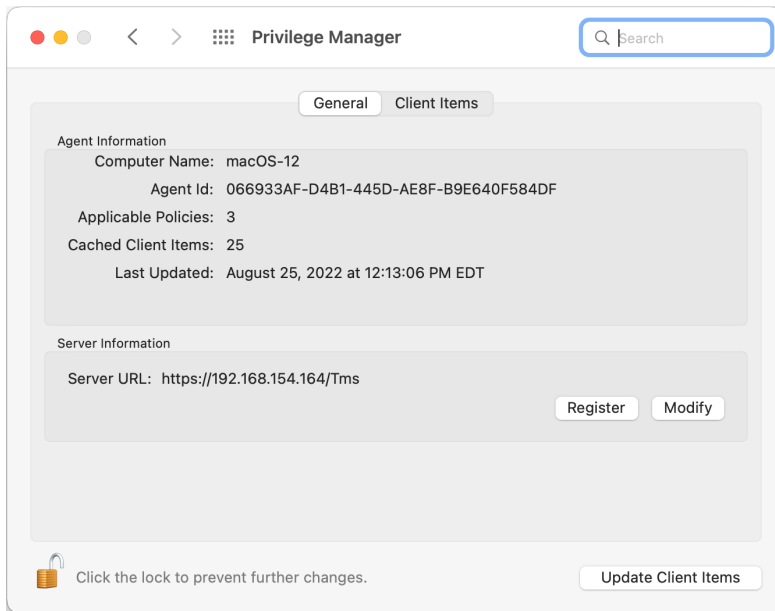 Privilege Manager
Search
General
Client Items
Agent Information
Computer Name: macOS-12
Agent Id: 066933AF-D4B1-445D-AE8F-B9E640F584DF
Applicable Policies: 3
Cached Client Items: 25
Last Updated: August 25, 2022 at 12:13:06 PM EDT
Server Information
Server URL: https://192.168.154.164/Tms
Register
Modify
Click the lock to prevent further changes.
Update Client Items